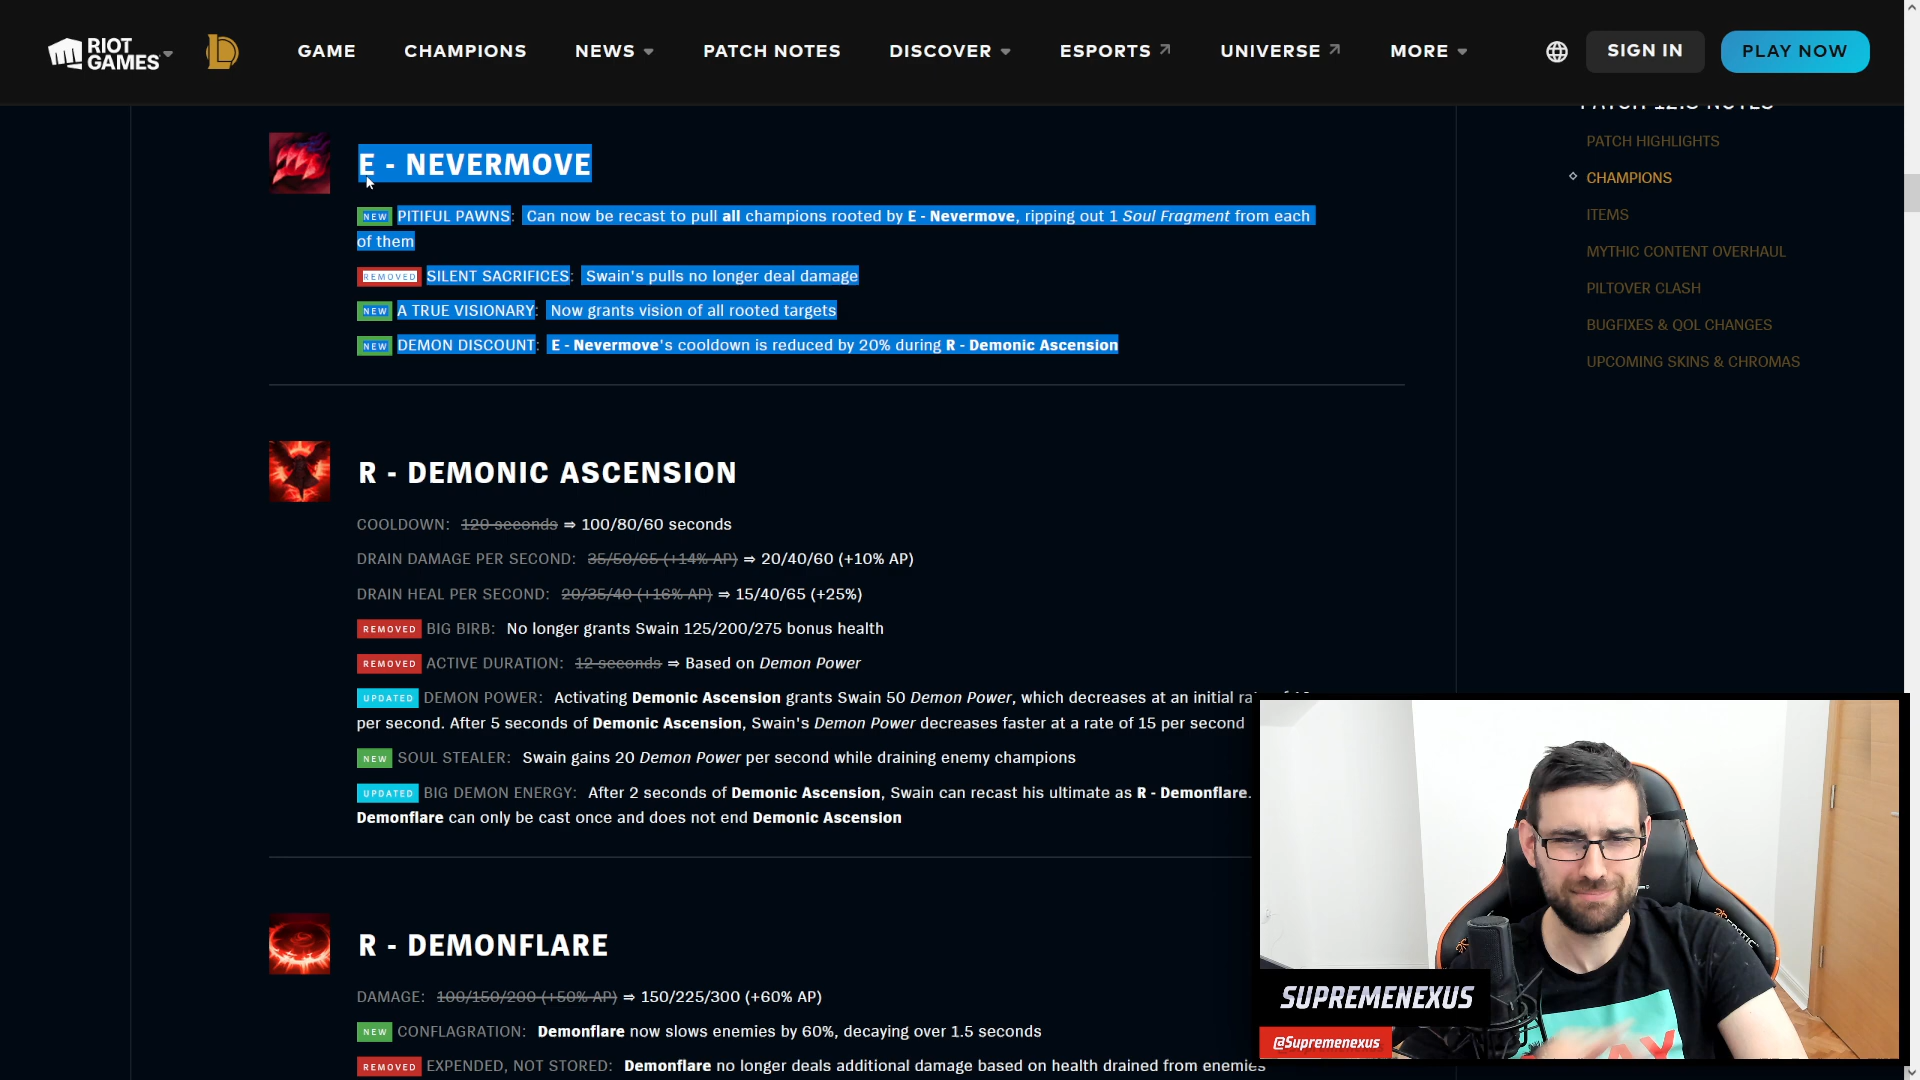 RIOT GAMES
GAME
CHAMPIONS
NEWS
PATCH NOTES
DISCOVER
ESPORTS
UNIVERSE
MORE
SIGN IN
PLAY NOW
E - NEVERMOVE
NEW PITIFUL PAWNS: Can now be recast to pull all champions rooted by E - Nevermove, ripping out 1 Soul Fragment from each
of them
REMOVED SILENT SACRIFICES: Swain's pulls no longer deal damage
NEW A TRUE VISIONARY: Now grants vision of all rooted targets
NEW DEMON DISCOUNT: E - Nevermove's cooldown is reduced by 20% during R - Demonic Ascension
R - DEMONIC ASCENSION
COOLDOWN: 120 seconds ⇒ 100/80/60 seconds
DRAIN DAMAGE PER SECOND: 35/50/65 (+14% AP) ⇒ 20/40/60 (+10% AP)
DRAIN HEAL PER SECOND: 20/35/40 (+16% AP) ⇒ 15/40/65 (+25%)
REMOVED BIG BIRB: No longer grants Swain 125/200/275 bonus health
REMOVED ACTIVE DURATION: 12 seconds ⇒ Based on Demon Power
UPDATED DEMON POWER: Activating Demonic Ascension grants Swain 50 Demon Power, which decreases at an initial
per second. After 5 seconds of Demonic Ascension, Swain's Demon Power decreases faster at a rate of 15 per second
NEW SOUL STEALER: Swain gains 20 Demon Power per second while draining enemy champions
UPDATED BIG DEMON ENERGY: After 2 seconds of Demonic Ascension, Swain can recast his ultimate as R - Demonflare.
Demonflare can only be cast once and does not end Demonic Ascension
R - DEMONFLARE
DAMAGE: 100/150/200 (+50% AP) ⇒ 150/225/300 (+60% AP)
NEW CONFLAGRATION: Demonflare now slows enemies by 60%, decaying over 1.5 seconds
REMOVED EXPENDED, NOT STORED: Demonflare no longer deals additional damage based on health drained from enemies
PATCH HIGHLIGHTS
CHAMPIONS
ITEMS
MYTHIC CONTENT OVERHAUL
PILTOVER CLASH
BUGFIXES & QOL CHANGES
UPCOMING SKINS & CHROMAS
SUPREMENEXUS
@Supremenexus